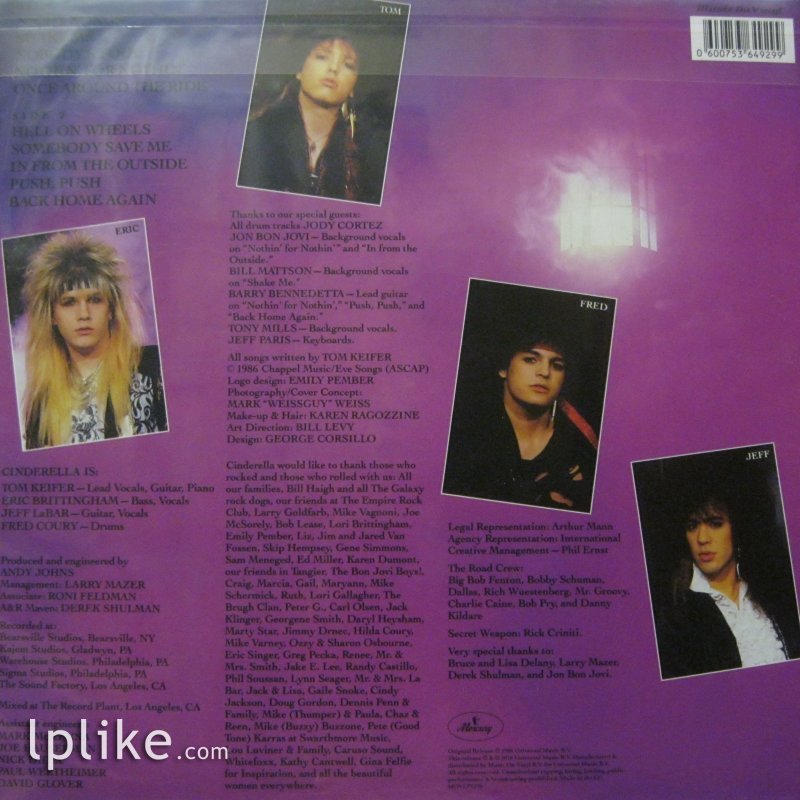 TOM
0 600753 649299
ONCE AROUND THE RIDE
SIDE 2
HELL ON WHEELS
SOMEBODY SAVE ME
IN FROM THE OUTSIDE
PUSH, PUSH
BACK HOME AGAIN
ERIC
Thanks to our special guests:
All drum tracks JODY CORTEZ
JON BON JOVI — Background vocals
on "Nothin' for Nothin'" and "In from the
Outside."
BILL MATTSON — Background vocals
on "Shake Me."
BARRY BENNEDETTA — Lead guitar
on "Nothin' for Nothin'," "Push, Push," and
"Back Home Again."
TONY MILLS — Background vocals.
JEFF PARIS — Keyboards.
All songs written by TOM KEIFER
© 1986 Chappel Music/Eve Songs (ASCAP)
Logo design: EMILY PEMBER
Photography/Cover Concept:
MARK "WEISSGUY" WEISS
Make-up & Hair: KAREN RAGOZZINE
Art Direction: BILL LEVY
Design: GEORGE CORSILLO
FRED
JEFF
CINDERELLA IS:
TOM KEIFER — Lead Vocals, Guitar, Piano
ERIC BRITTINGHAM — Bass, Vocals
JEFF LaBAR — Guitar, Vocals
FRED COURY — Drums
Produced and engineered by
ANDY JOHNS
Management: LARRY MAZER
Associate: RONI FELDMAN
A&R Maven: DEREK SHULMAN
Recorded at:
Bearsville Studios, Bearsville, NY
Kajem Studios, Gladwyn, PA
Warehouse Studios, Philadelphia, PA
Sigma Studios, Philadelphia, PA
The Sound Factory, Los Angeles, CA
Mixed at The Record Plant, Los Angeles, CA
PAUL WERTHEIMER
DAVID GLOVER
Cinderella would like to thank those who
rocked and those who rolled with us: All
our families, Bill Haigh and all The Galaxy
rock dogs, our friends at The Empire Rock
Club, Larry Goldfarb, Mike Vagnoni, Joe
McSorely, Bob Lease, Lori Brittingham,
Emily Pember, Liz, Jim and Jared Van
Fossen, Skip Hempsey, Gene Simmons,
Sam Meneged, Ed Miller, Karen Dumont,
our friends in Tangier, The Bon Jovi Boys!,
Craig, Marcia, Gail, Maryann, Mike
Schermick, Ruth, Lori Gallagher, The
Brugh Clan, Peter G., Carl Olsen, Jack
Klinger, Georgene Smith, Daryl Heysham,
Marty Star, Jimmy Drnec, Hilda Coury,
Mike Varney, Ozzy & Sharon Osbourne,
Eric Singer, Greg Pecka, Renee, Mr. &
Mrs. Smith, Jake E. Lee, Randy Castillo,
Phil Soussan, Lynn Seager, Mr. & Mrs. La
Bar, Jack & Lisa, Gaile Snoke, Cindy
Jackson, Doug Gordon, Dennis Penn &
Family, Mike (Thumper) & Paula, Chaz &
Reen, Mike (Buzzy) Buzzone, Pete (Good
Tone) Karras at Swarthmore Music,
Lou Luviner & Family, Caruso Sound,
Whitefoxx, Kathy Cantwell, Gina Felfie
for Inspiration, and all the beautiful
women everywhere.
Legal Representation: Arthur Mann
Agency Representation: International
Creative Management — Phil Ernst
The Road Crew:
Big Bob Fenton, Bobby Schuman,
Dallas, Rich Wuestenberg, Mr. Groovy,
Charlie Caine, Bob Pry, and Danny
Kildare
Secret Weapon: Rick Criniti.
Very special thanks to:
Bruce and Lisa Delany, Larry Mazer,
Derek Shulman, and Jon Bon Jovi.
Mercury
lplike.com